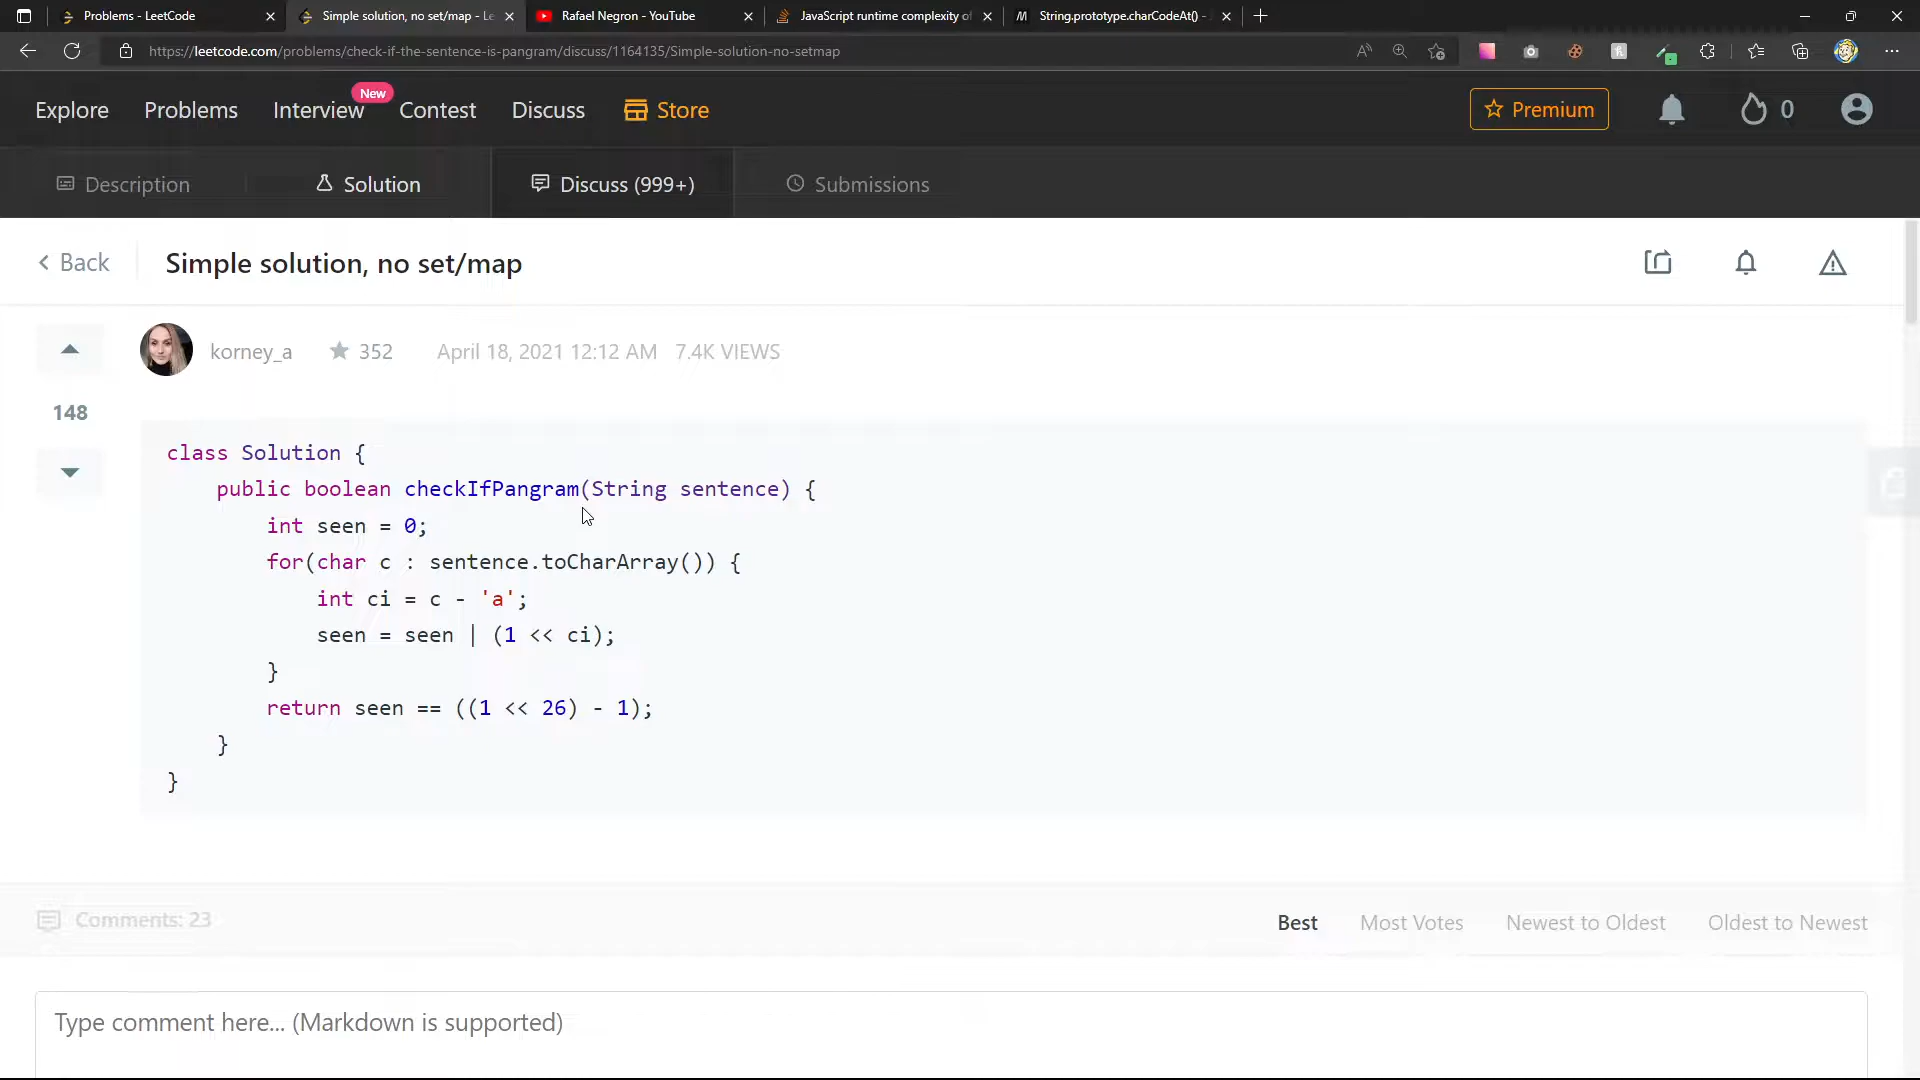 Problems - LeetCode
Simple solution, no set/map - Le
Rafael Negron - YouTube
JavaScript runtime complexity of
String.prototype.charCodeAt() -
https://leetcode.com/problems/check-if-the-sentence-is-pangram/discuss/1164135/Simple-solution-no-setmap
Explore
Problems
Interview
New
Contest
Discuss
Store
Premium
0
Description
Solution
Discuss (999+)
Submissions
Back
Simple solution, no set/map
korney_a
352
April 18, 2021 12:12 AM
7.4K VIEWS
148
class Solution {
    public boolean checkIfPangram(String sentence) {
        int seen = 0;
        for(char c : sentence.toCharArray()) {
            int ci = c - 'a';
            seen = seen | (1 << ci);
        }
        return seen == ((1 << 26) - 1);
    }
}
Comments: 23
Best
Most Votes
Newest to Oldest
Oldest to Newest
Type comment here... (Markdown is supported)